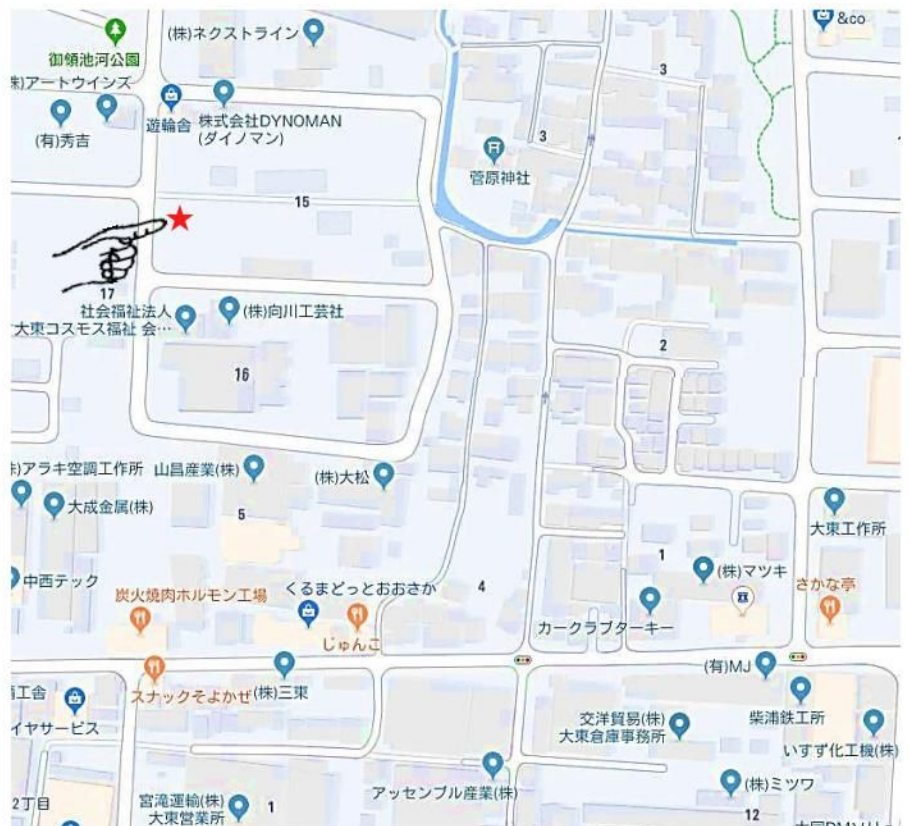 &co
(株)ネクストライン
御領池河公園
株)アートウインズ
(有)秀吉
遊輪舎
株式会社DYNOMAN
(ダイノマン)
3
3
菅原神社
15
17
社会福祉法人
大東コスモス福祉 会…
(株)向川工芸社
16
2
株)アラキ空調工作所
山昌産業(株)
(株)大松
大成金属(株)
5
大東工作所
1
中西テック
(株)マツキ
さかな亭
炭火焼肉ホルモン工場
くるまどっとおおさか
4
じゅんこ
カークラブターキー
(有)MJ
スナックそよかぜ
(株)三東
工舎
イヤサービス
交洋貿易(株)
大東倉庫事務所
柴浦鉄工所
いすず化工機(株)
アッセンブル産業(株)
(株)ミツワ
2丁目
宮滝運輸(株)
大東営業所
1
12